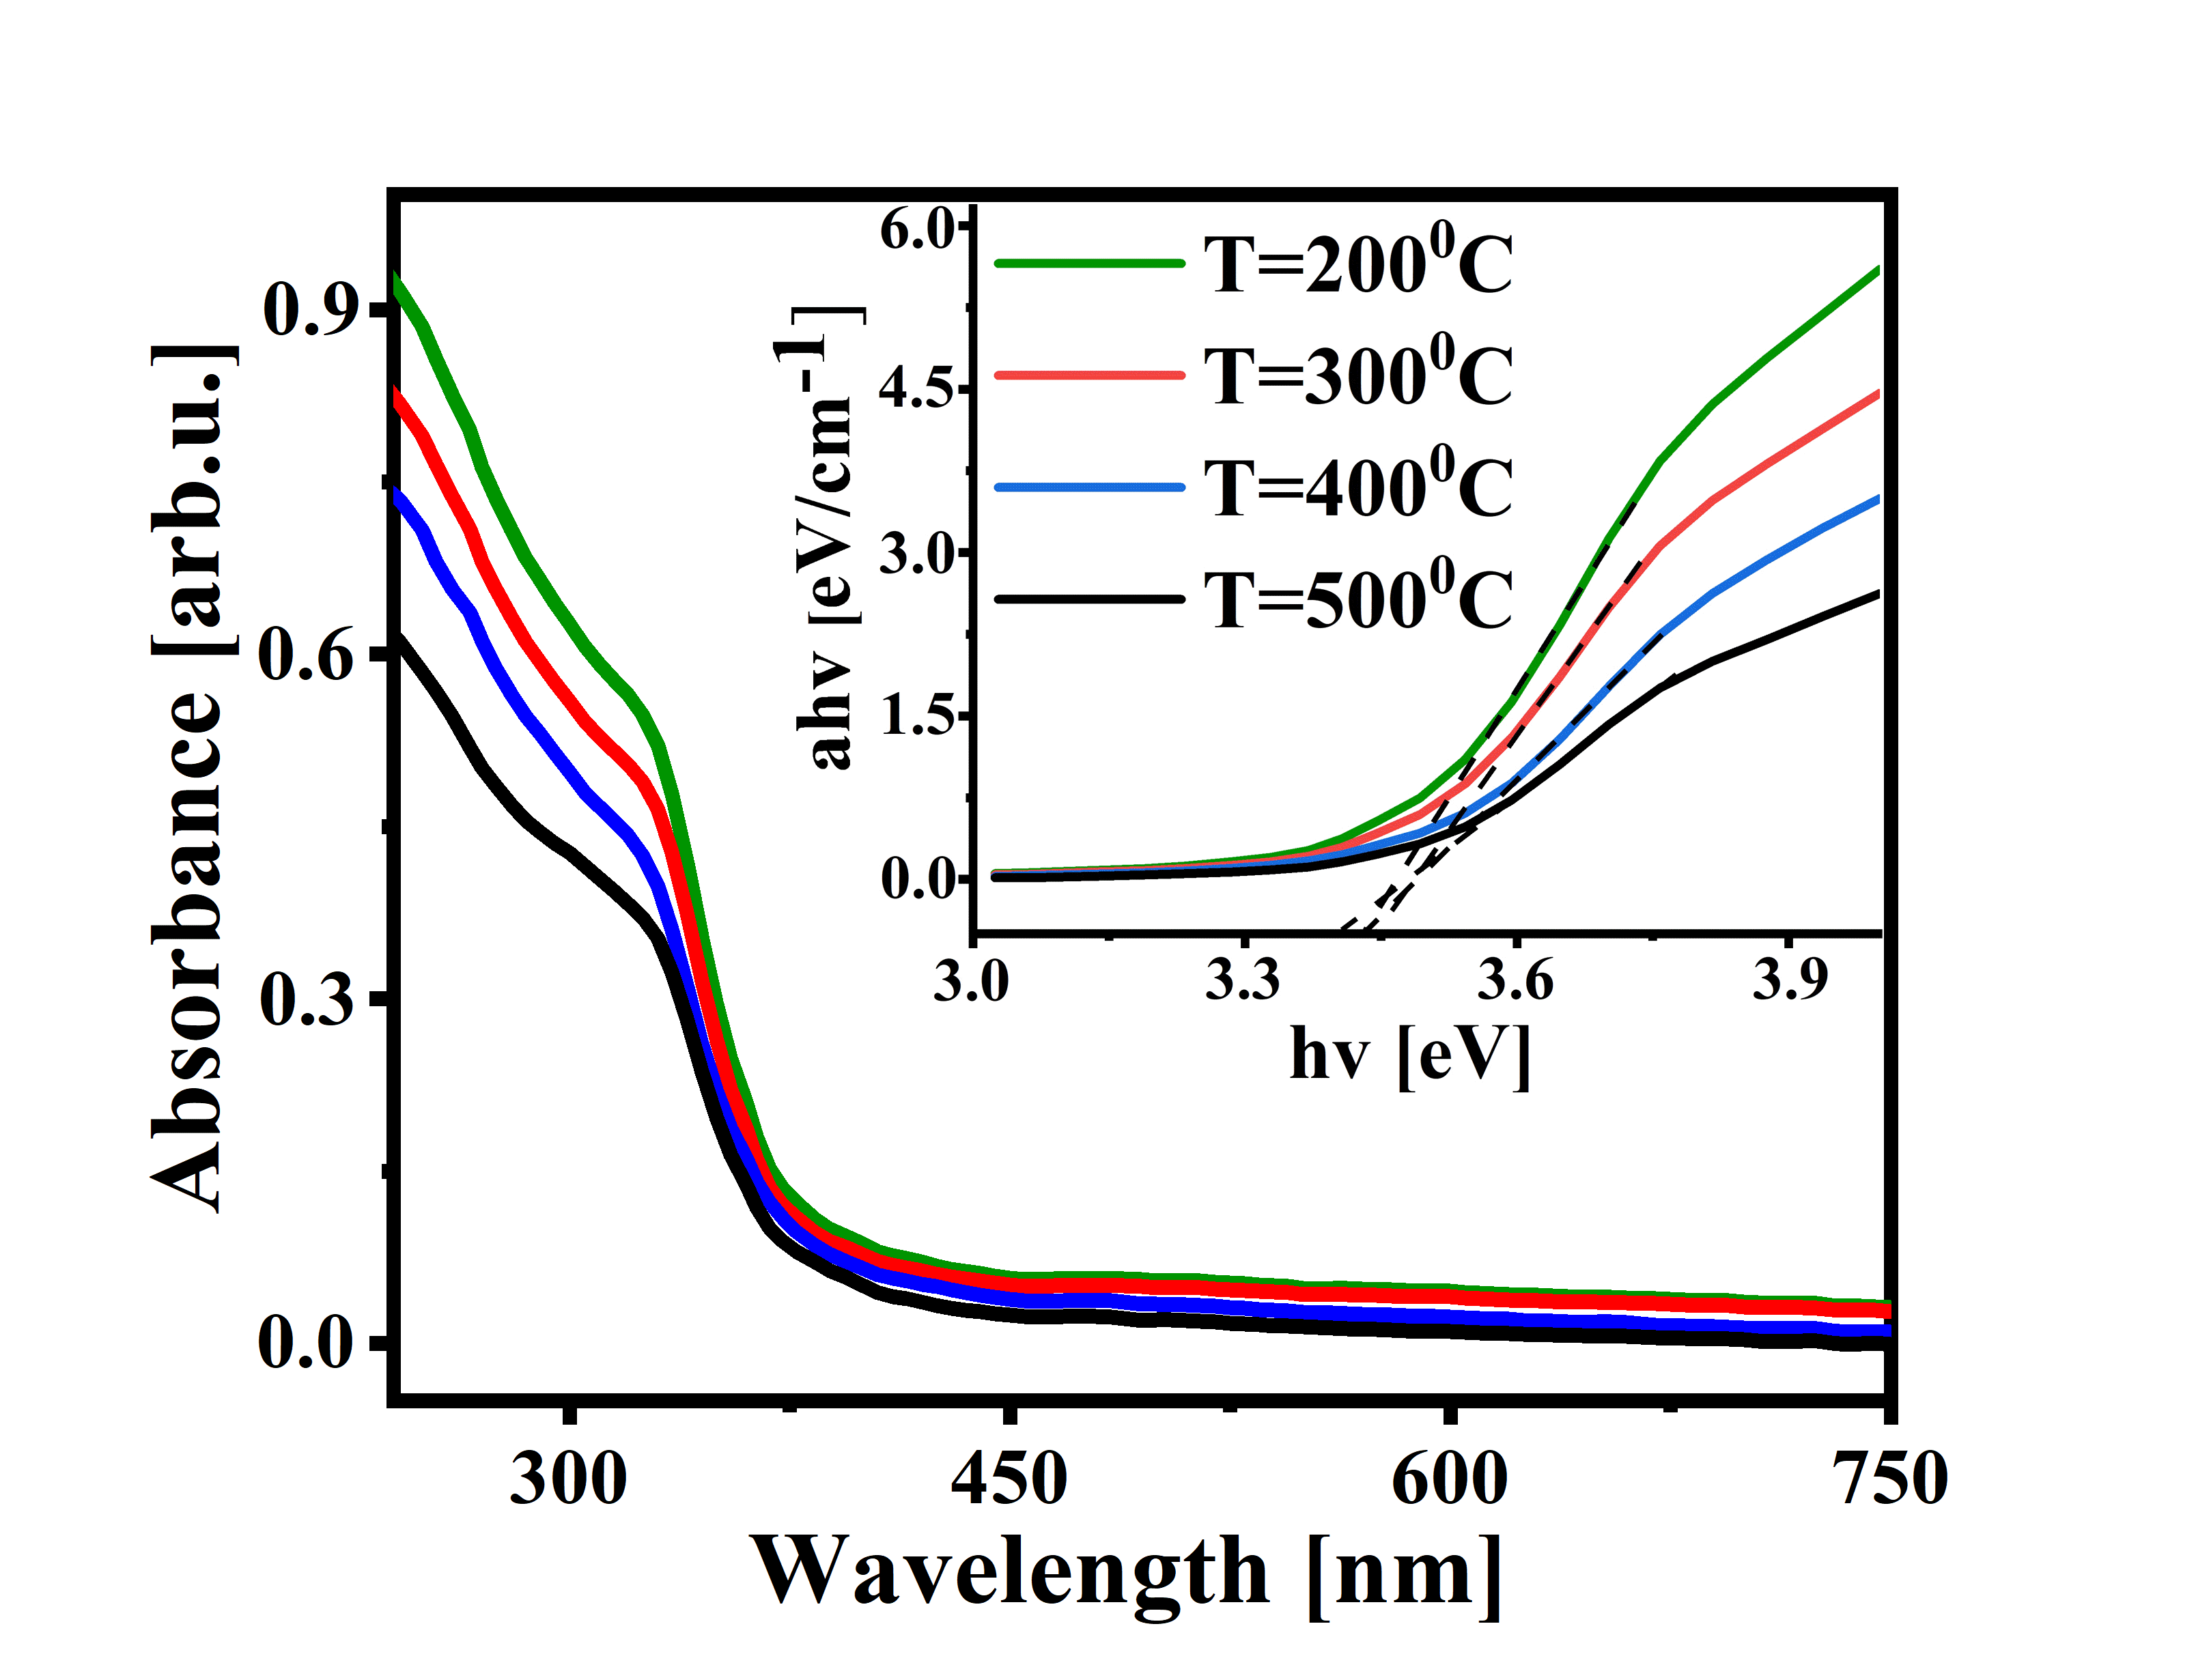 Absorbance [arb.u.]
0.9
0.6
0.3
0.0
300 450 600 750
Wavelength [nm]
ahv [eV//cm⁻¹]
6.0
4.5
3.0
1.5
0.0
3.0 3.3 3.6 3.9
hv [eV]
T=200⁰C
T=300⁰C
T=400⁰C
T=500⁰C